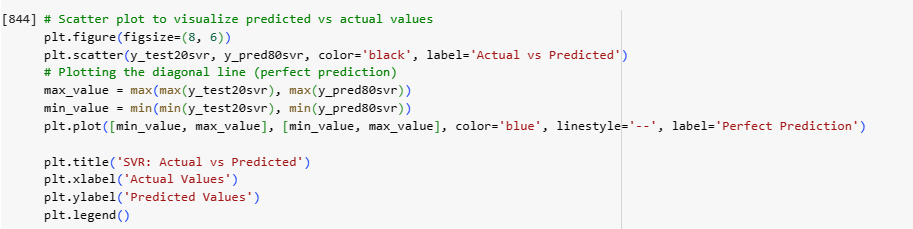 [844] # Scatter plot to visualize predicted vs actual values
plt.figure(figsize=(8, 6))
plt.scatter(y_test20svr, y_pred80svr, color='black', label='Actual vs Predicted')
# Plotting the diagonal line (perfect prediction)
max_value = max(max(y_test20svr), max(y_pred80svr))
min_value = min(min(y_test20svr), min(y_pred80svr))
plt.plot([min_value, max_value], [min_value, max_value], color='blue', linestyle='--', label='Perfect Prediction')
plt.title('SVR: Actual vs Predicted')
plt.xlabel('Actual Values')
plt.ylabel('Predicted Values')
plt.legend()